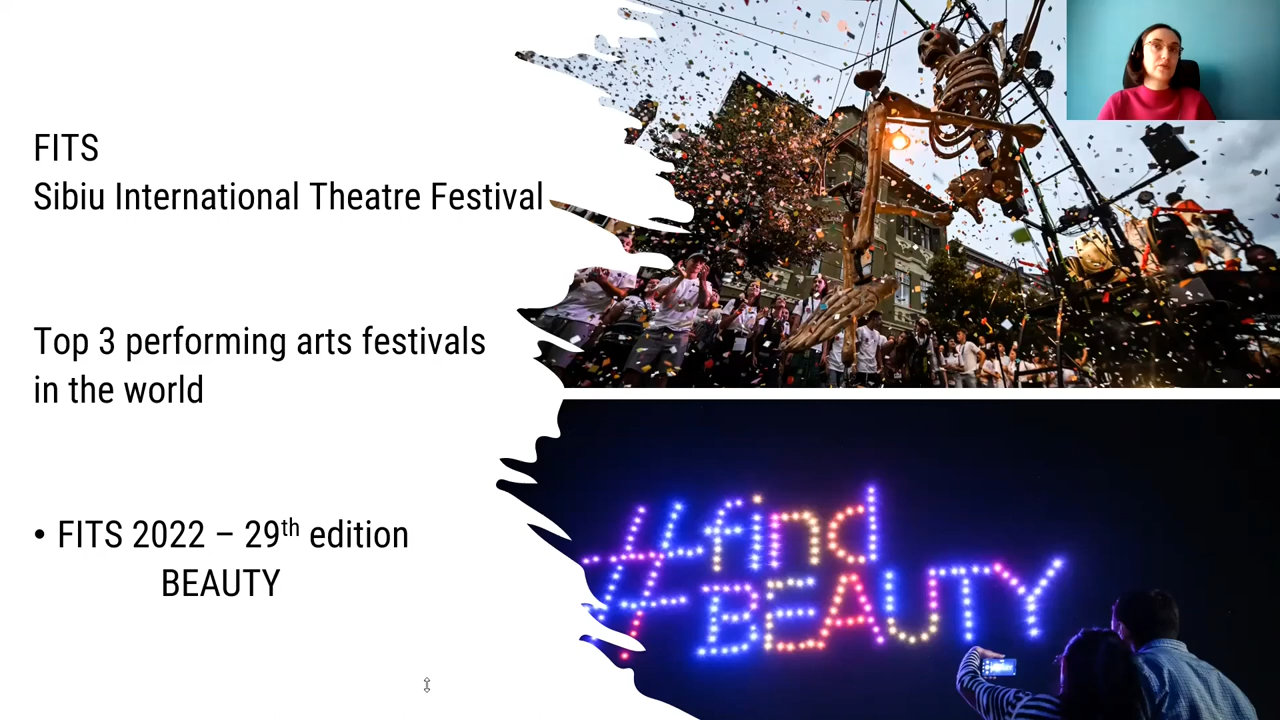 FITS
Sibiu International Theatre Festival
Top 3 performing arts festivals
in the world
• FITS 2022 – 29th edition
BEAUTY
#find
BEAUTY